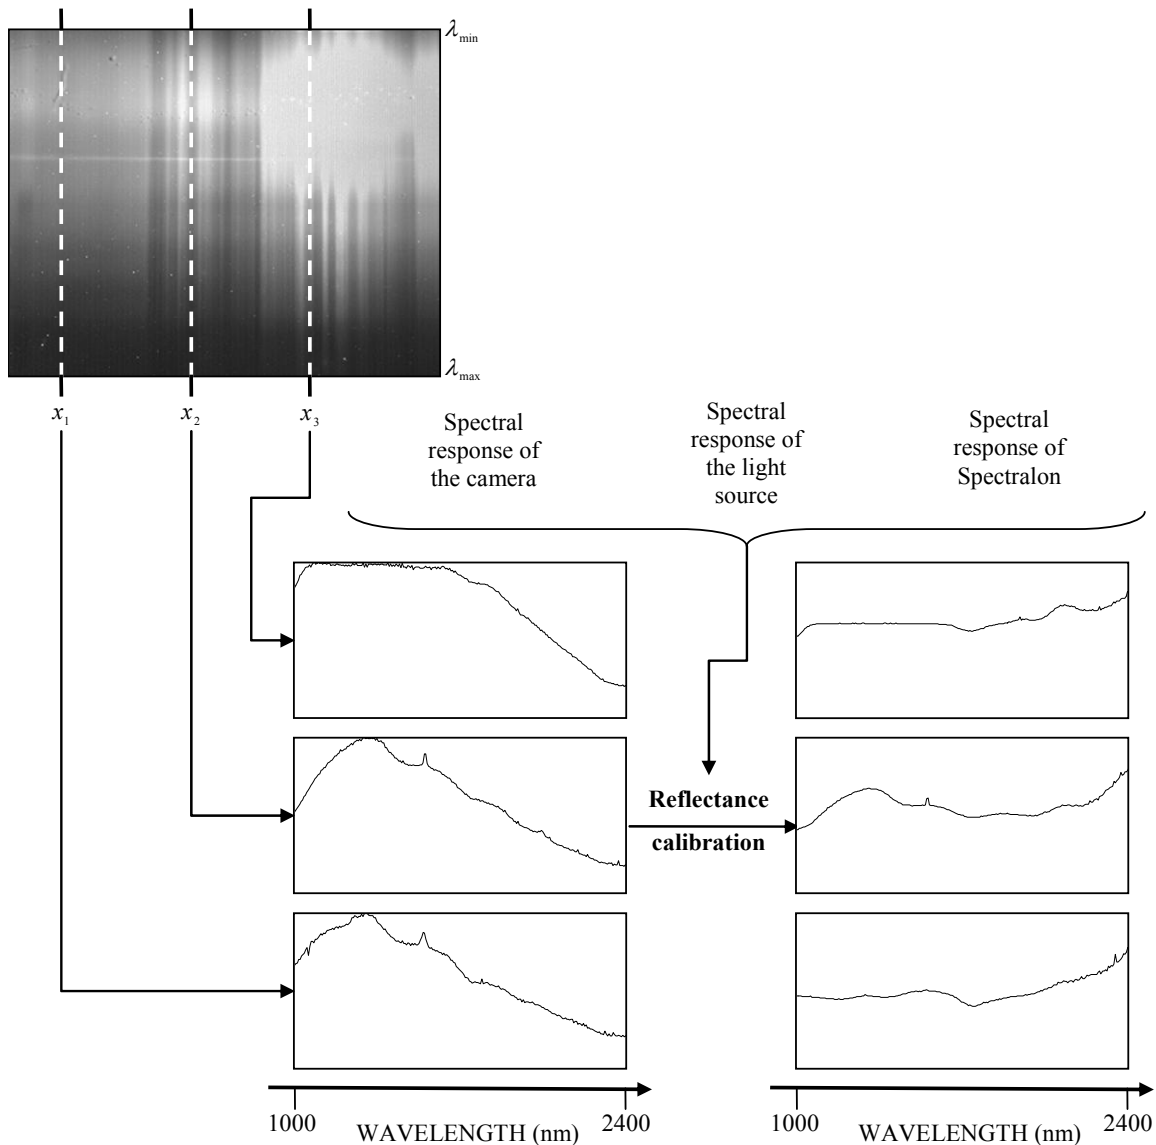 λmin
λmax
x1
x2
x3
Spectral
response of
the camera
Spectral
response of
the light
source
Spectral
response of
Spectralon
Reflectance
calibration
1000
2400
WAVELENGTH (nm)
1000
2400
WAVELENGTH (nm)